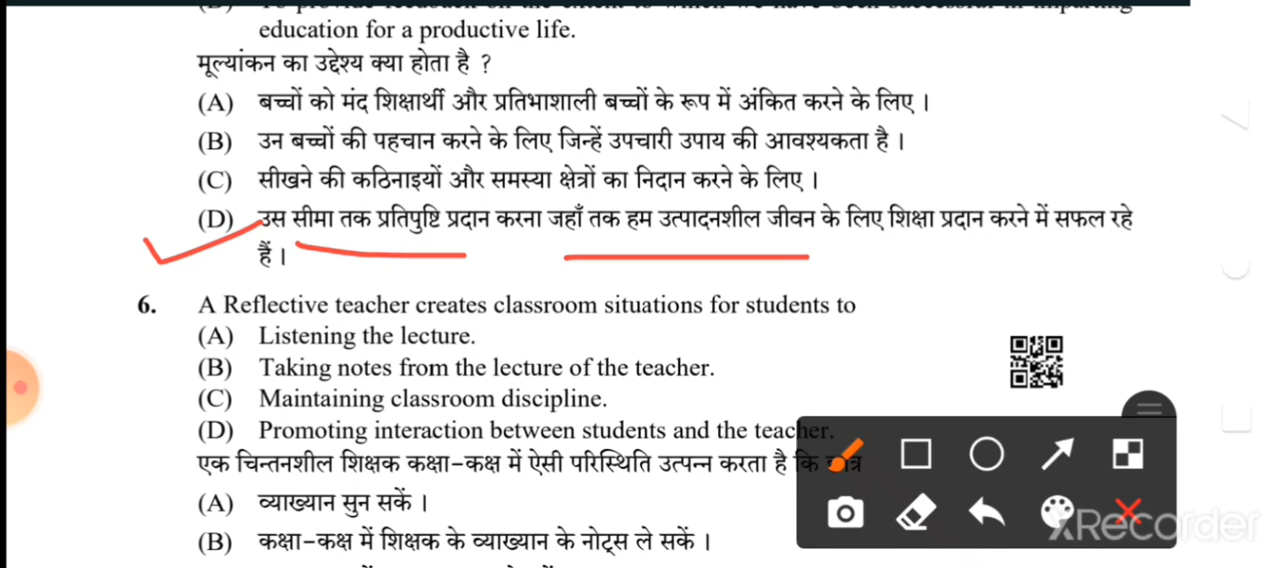 education for a productive life.
मूल्यांकन का उद्देश्य क्या होता है ?
(A) बच्चों को मंद शिक्षार्थी और प्रतिभाशाली बच्चों के रूप में अंकित करने के लिए ।
(B) उन बच्चों की पहचान करने के लिए जिन्हें उपचारी उपाय की आवश्यकता है ।
(C) सीखने की कठिनाइयों और समस्या क्षेत्रों का निदान करने के लिए ।
(D) उस सीमा तक प्रतिपुष्टि प्रदान करना जहाँ तक हम उत्पादनशील जीवन के लिए शिक्षा प्रदान करने में सफल रहे
हैं ।
6. A Reflective teacher creates classroom situations for students to
(A) Listening the lecture.
(B) Taking notes from the lecture of the teacher.
(C) Maintaining classroom discipline.
(D) Promoting interaction between students and the teacher.
एक चिन्तनशील शिक्षक कक्षा-कक्ष में ऐसी परिस्थिति उत्पन्न करता है कि
(A) व्याख्यान सुन सकें ।
(B) कक्षा-कक्ष में शिक्षक के व्याख्यान के नोट्स ले सकें ।
XRecorder